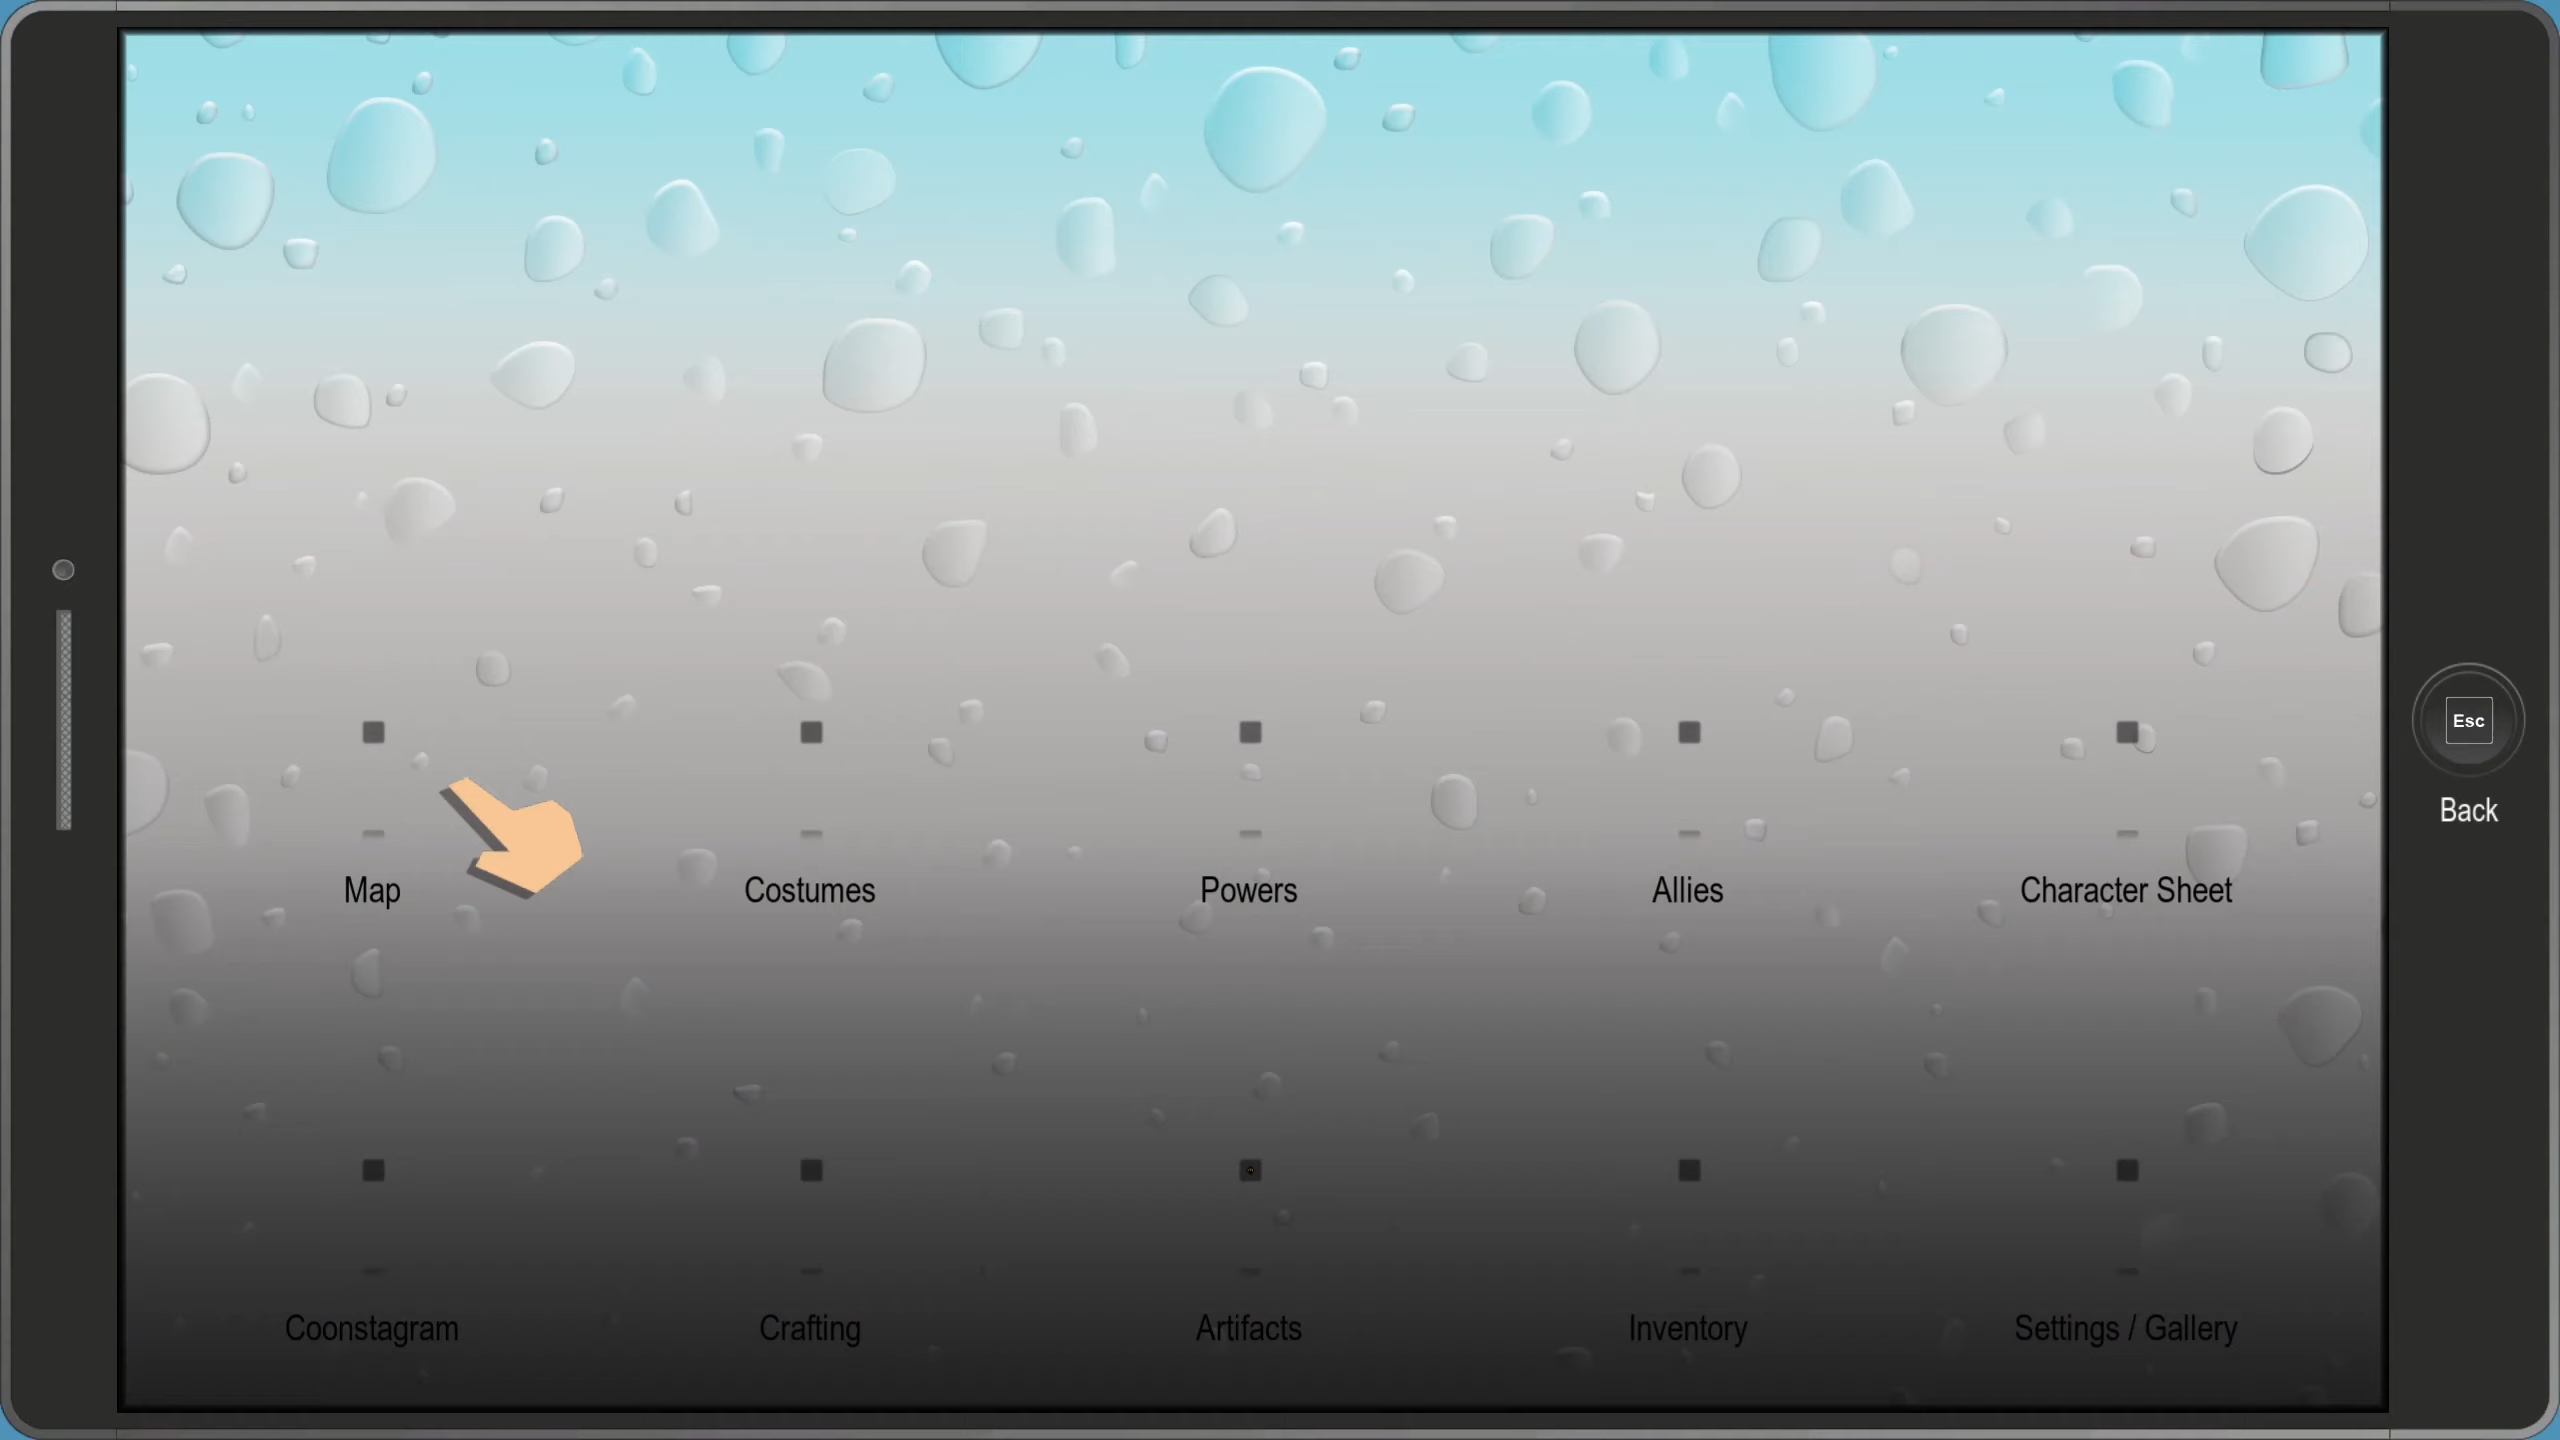 Esc
Back
Map
Costumes
Powers
Allies
Character Sheet
Coonstagram
Crafting
Artifacts
Inventory
Settings / Gallery